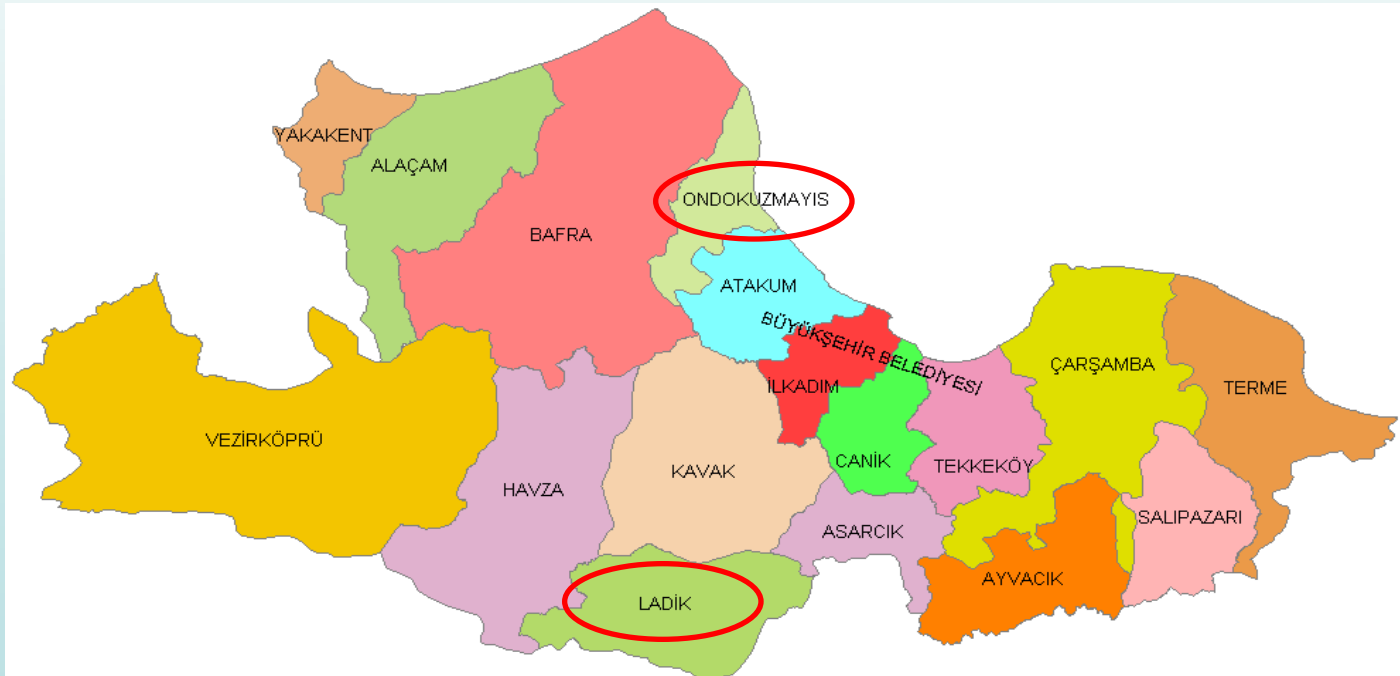 YAKAKENT
ALAÇAM
ONDOKUZMAYIS
BAFRA
ATAKUM
BÜYÜKŞEHİR BELEDİYESİ
ÇARŞAMBA
İLKADIM
TERME
VEZİRKÖPRÜ
CANİK
TEKKEKÖY
KAVAK
HAVZA
SALIPAZARI
ASARCIK
AYVACIK
LADİK